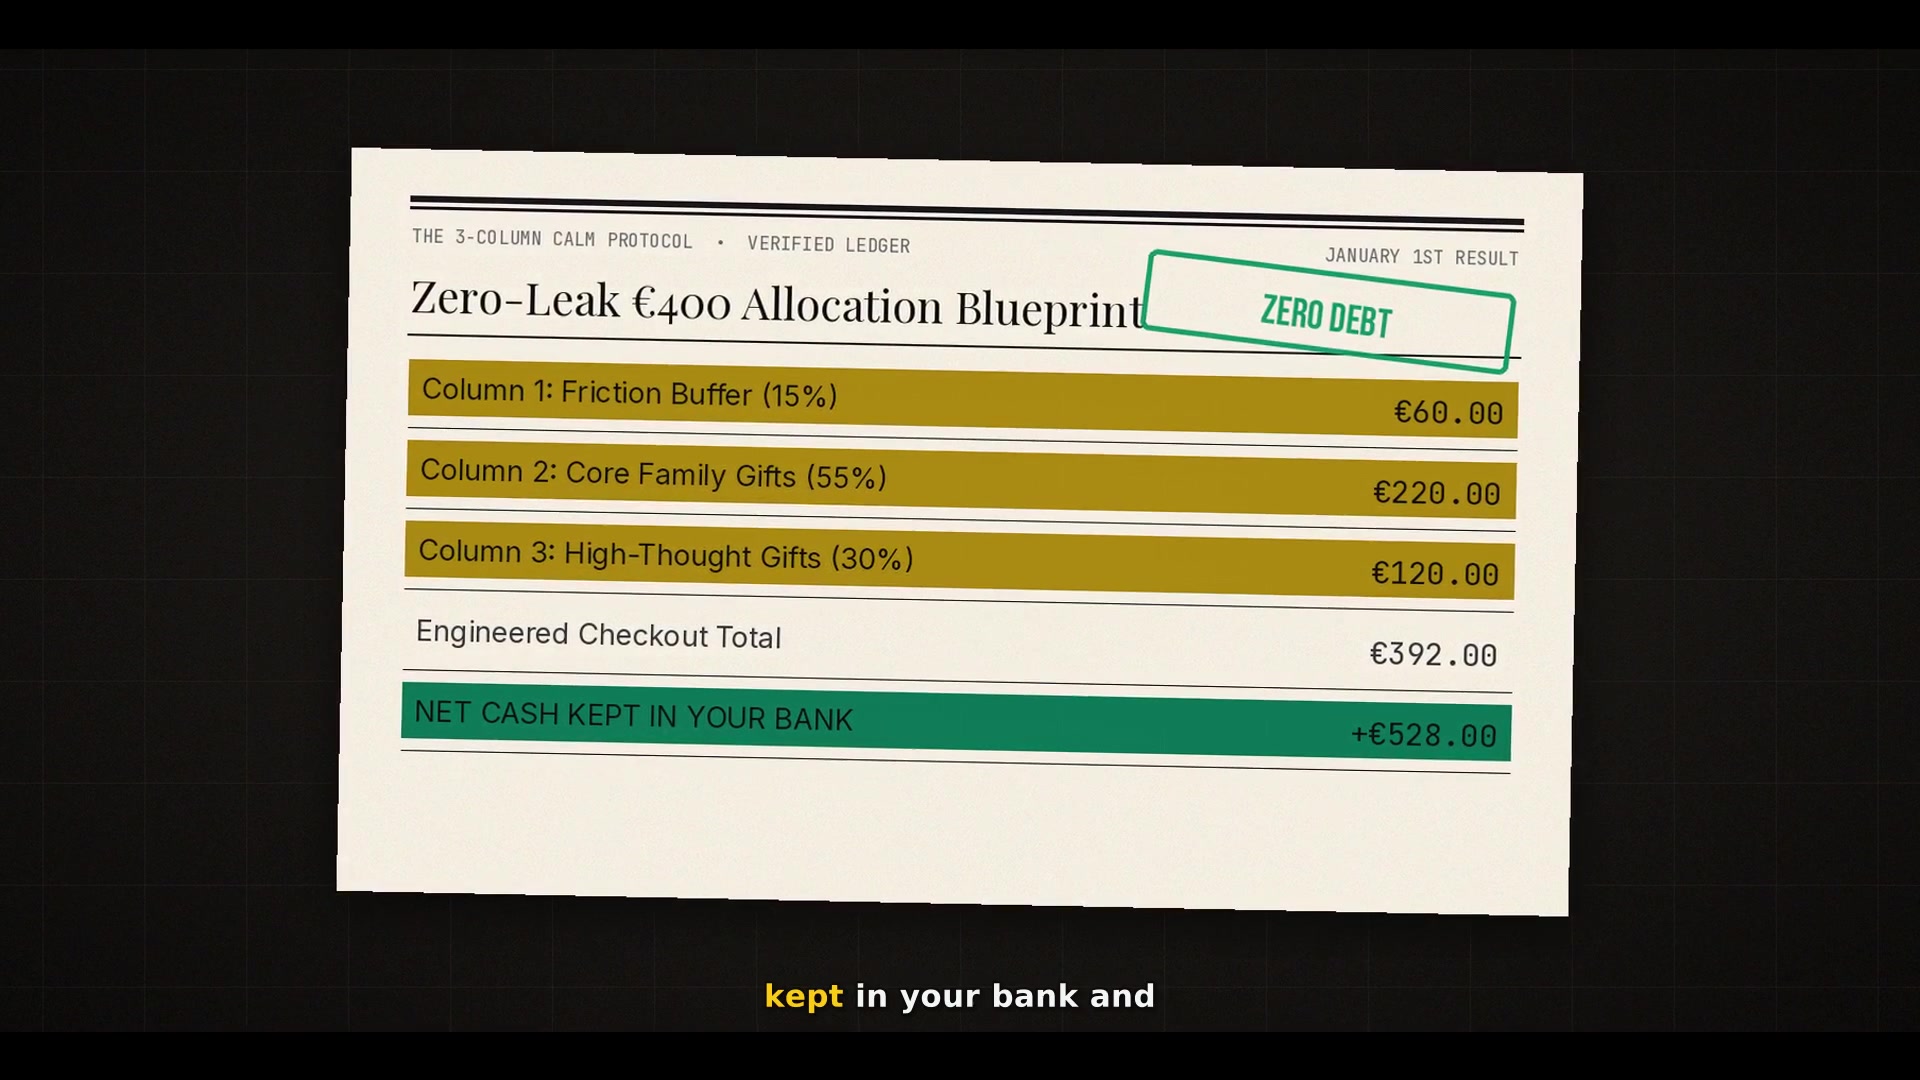 THE 3-COLUMN CALM PROTOCOL • VERIFIED LEDGER
JANUARY 1ST RESULT
Zero-Leak €400 Allocation Blueprint
ZERO DEBT
Column 1: Friction Buffer (15%) €60.00
Column 2: Core Family Gifts (55%) €220.00
Column 3: High-Thought Gifts (30%) €120.00
Engineered Checkout Total €392.00
NET CASH KEPT IN YOUR BANK +€528.00
kept in your bank and